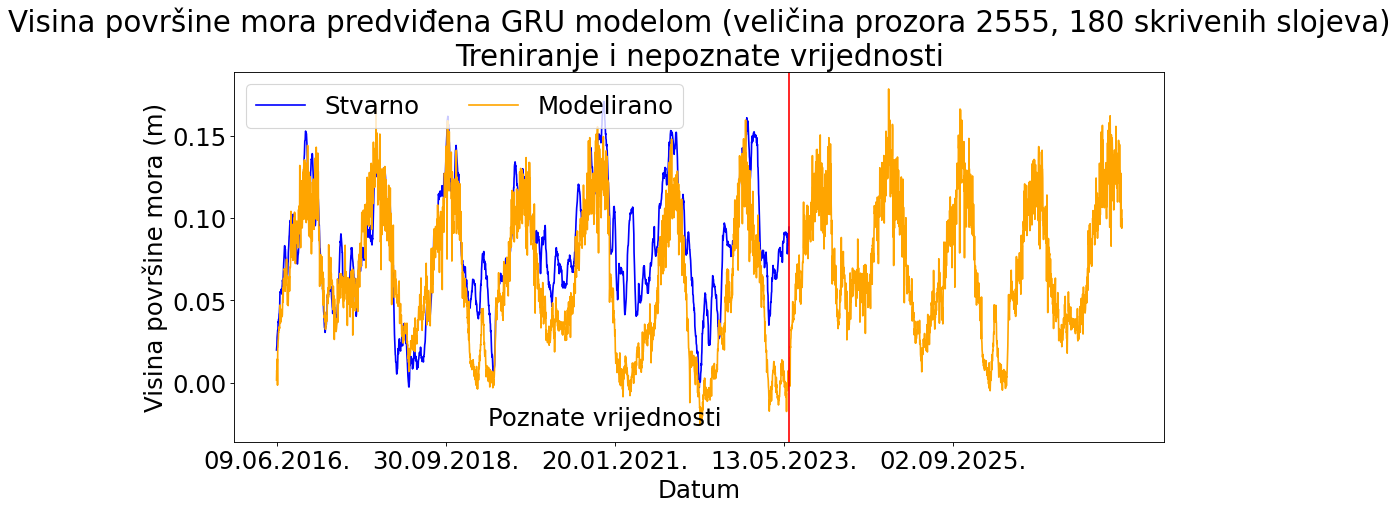 Visina površine mora predviđena GRU modelom (veličina prozora 2555, 180 skrivenih slojeva)
Treniranje i nepoznate vrijednosti
Stvarno
Modelirano
Visina površine mora (m)
0.15
0.10
0.05
0.00
Poznate vrijednosti
09.06.2016.
30.09.2018.
20.01.2021.
13.05.2023.
02.09.2025.
Datum